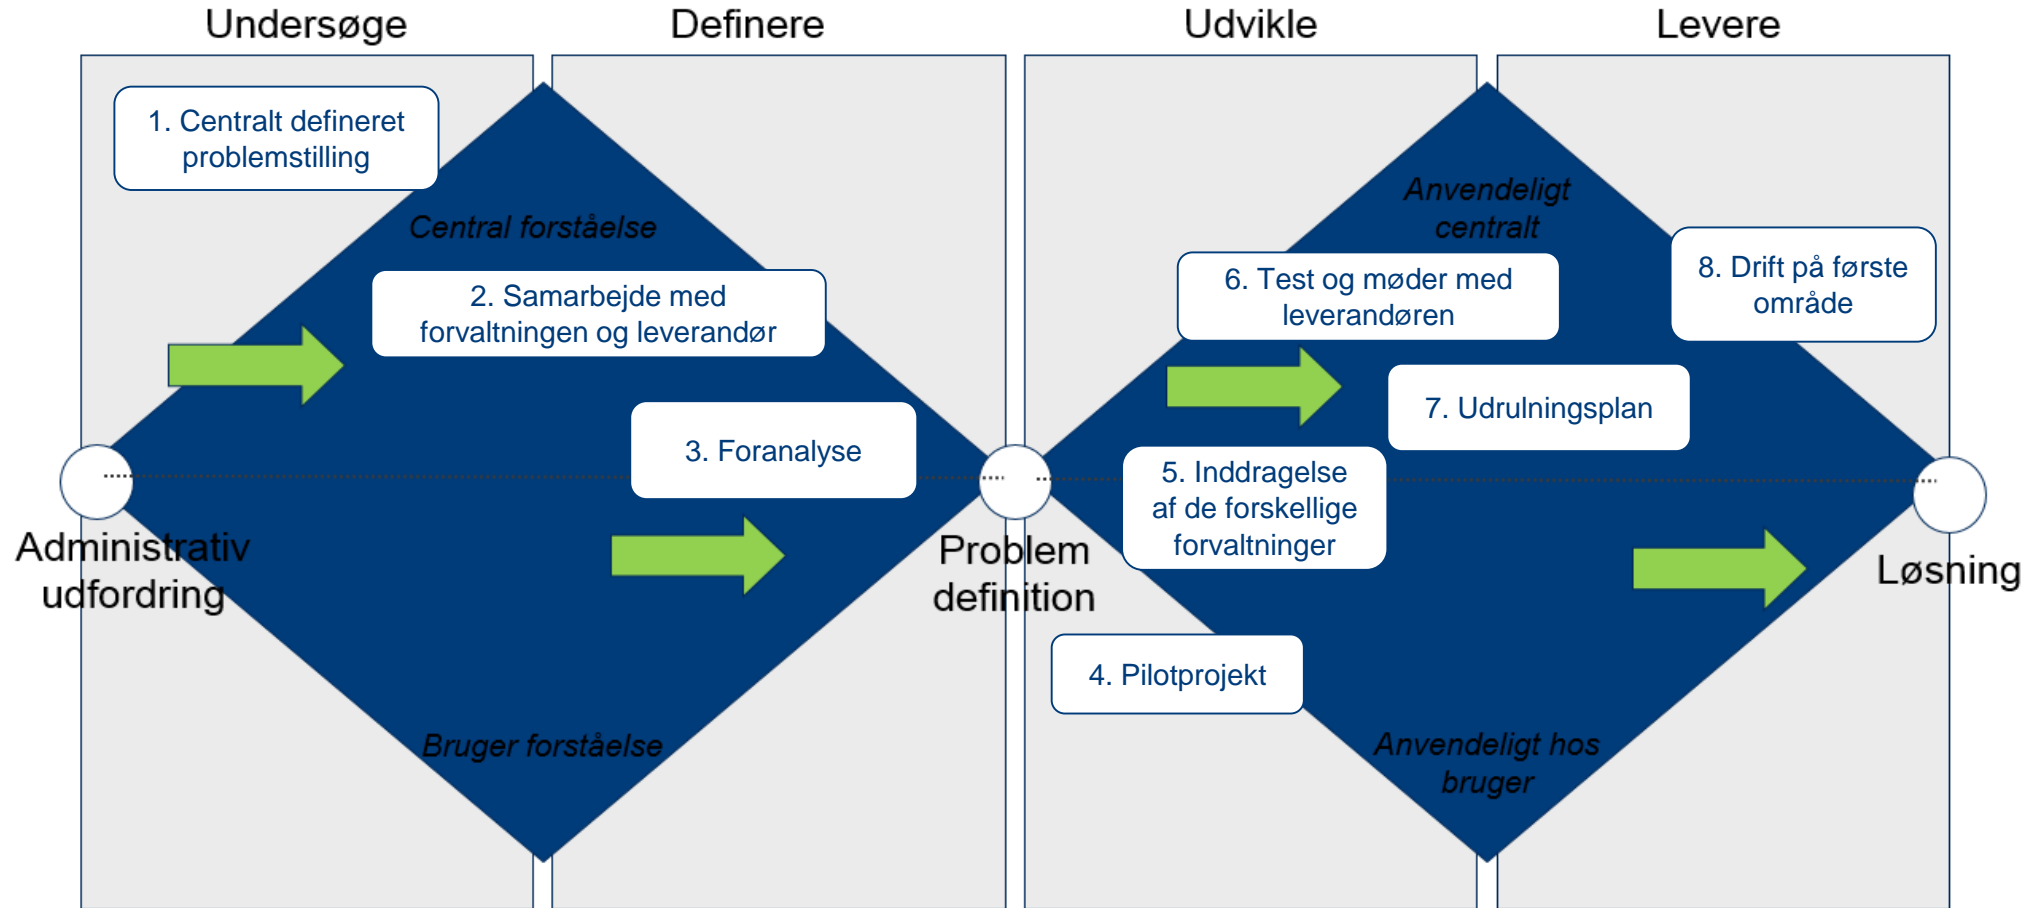 Undersøge
Definere
Udvikle
Levere
1. Centralt defineret
problemstilling
Central forståelse
2. Samarbejde med
forvaltningen og leverandør
3. Foranalyse
Administrativ
udfordring
Bruger forståelse
Problem
definition
Anvendeligt
centralt
6. Test og møder med
leverandøren
8. Drift på første
område
7. Udrulningsplan
5. Inddragelse
af de forskellige
forvaltninger
4. Pilotprojekt
Anvendeligt hos
bruger
Løsning